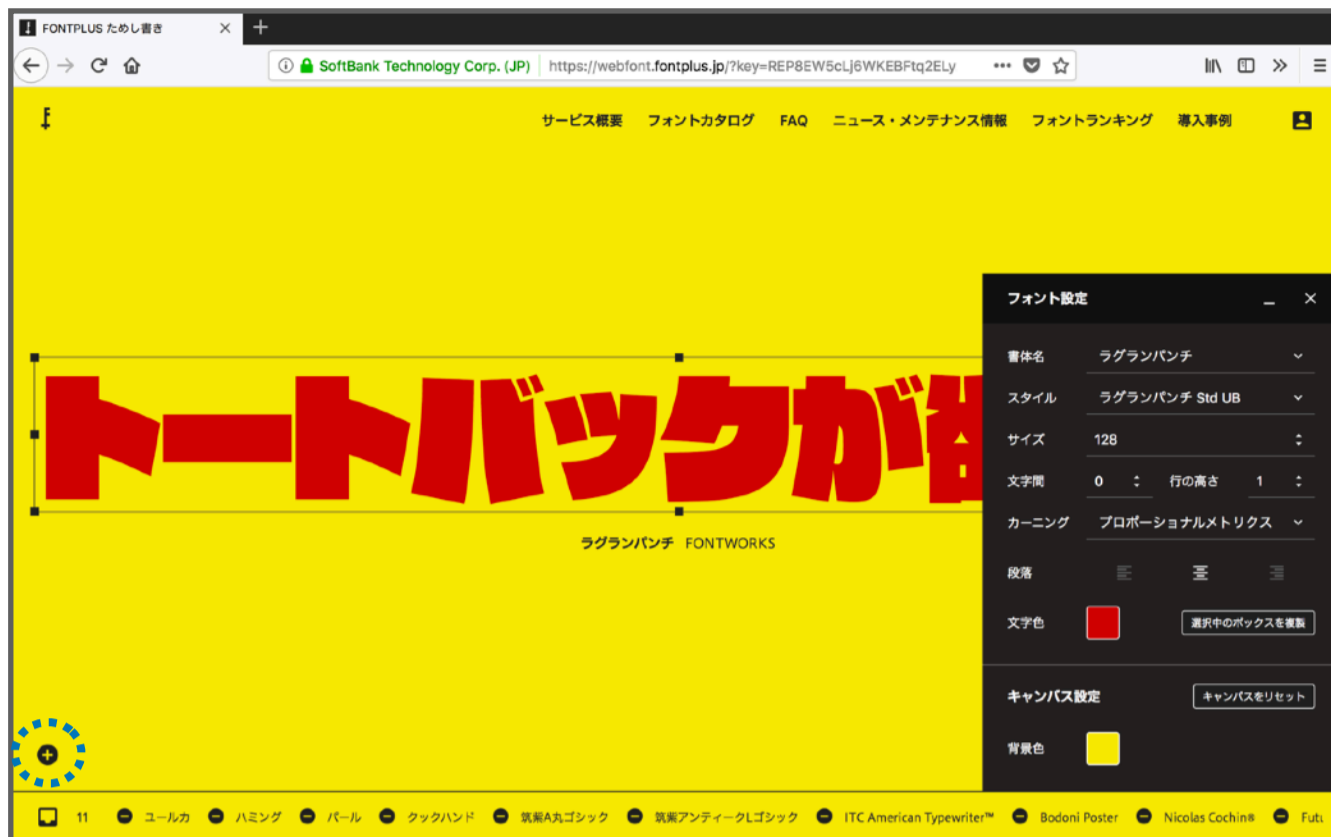 FONTPLUS ためし書き
SoftBank Technology Corp. (JP) https://webfont.fontplus.jp/?key=REP8EW5cLj6WKEBFtq2ELy
サービス概要 フォントカタログ FAQ ニュース・メンテナンス情報 フォントランキング 導入事例
トートバックが
ラグランパンチ FONTWORKS
フォント設定
書体名 ラグランパンチ
スタイル ラグランパンチ Std UB
サイズ 128
文字間 0 行の高さ 1
カーニング プロポーショナルメトリクス
段落
文字色 選択中のボックスを複製
キャンバス設定 キャンバスをリセット
背景色
11 ユールカ ハミング パール クックハンド 筑紫A丸ゴシック 筑紫アンティークLゴシック ITC American Typewriter™ Bodoni Poster Nicolas Cochin® Futu